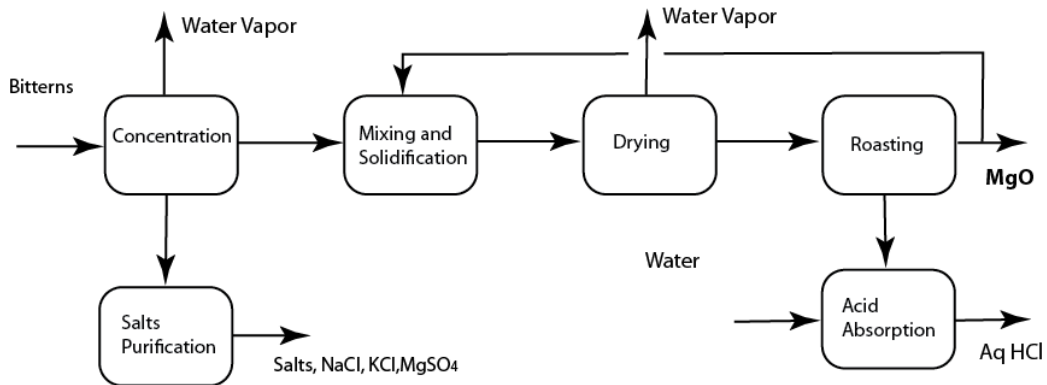 Water Vapor
Water Vapor
Bitterns
Concentration
Mixing and
Solidification
Drying
Roasting
MgO
Water
Salts
Purification
Acid
Absorption
Salts, NaCl, KCl,MgSO4
Aq HCl